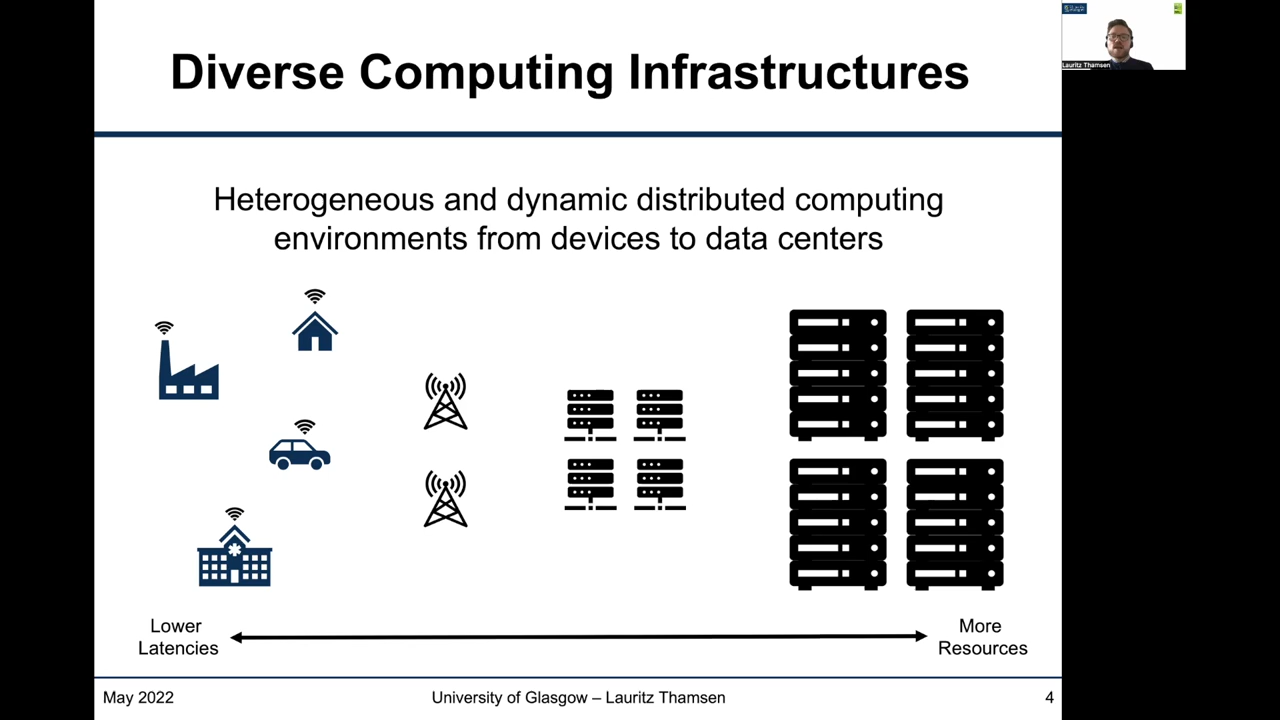 Diverse Computing Infrastructures
Heterogeneous and dynamic distributed computing
environments from devices to data centers
Lower
Latencies
More
Resources
May 2022
University of Glasgow – Lauritz Thamsen
4
Lauritz Thamsen